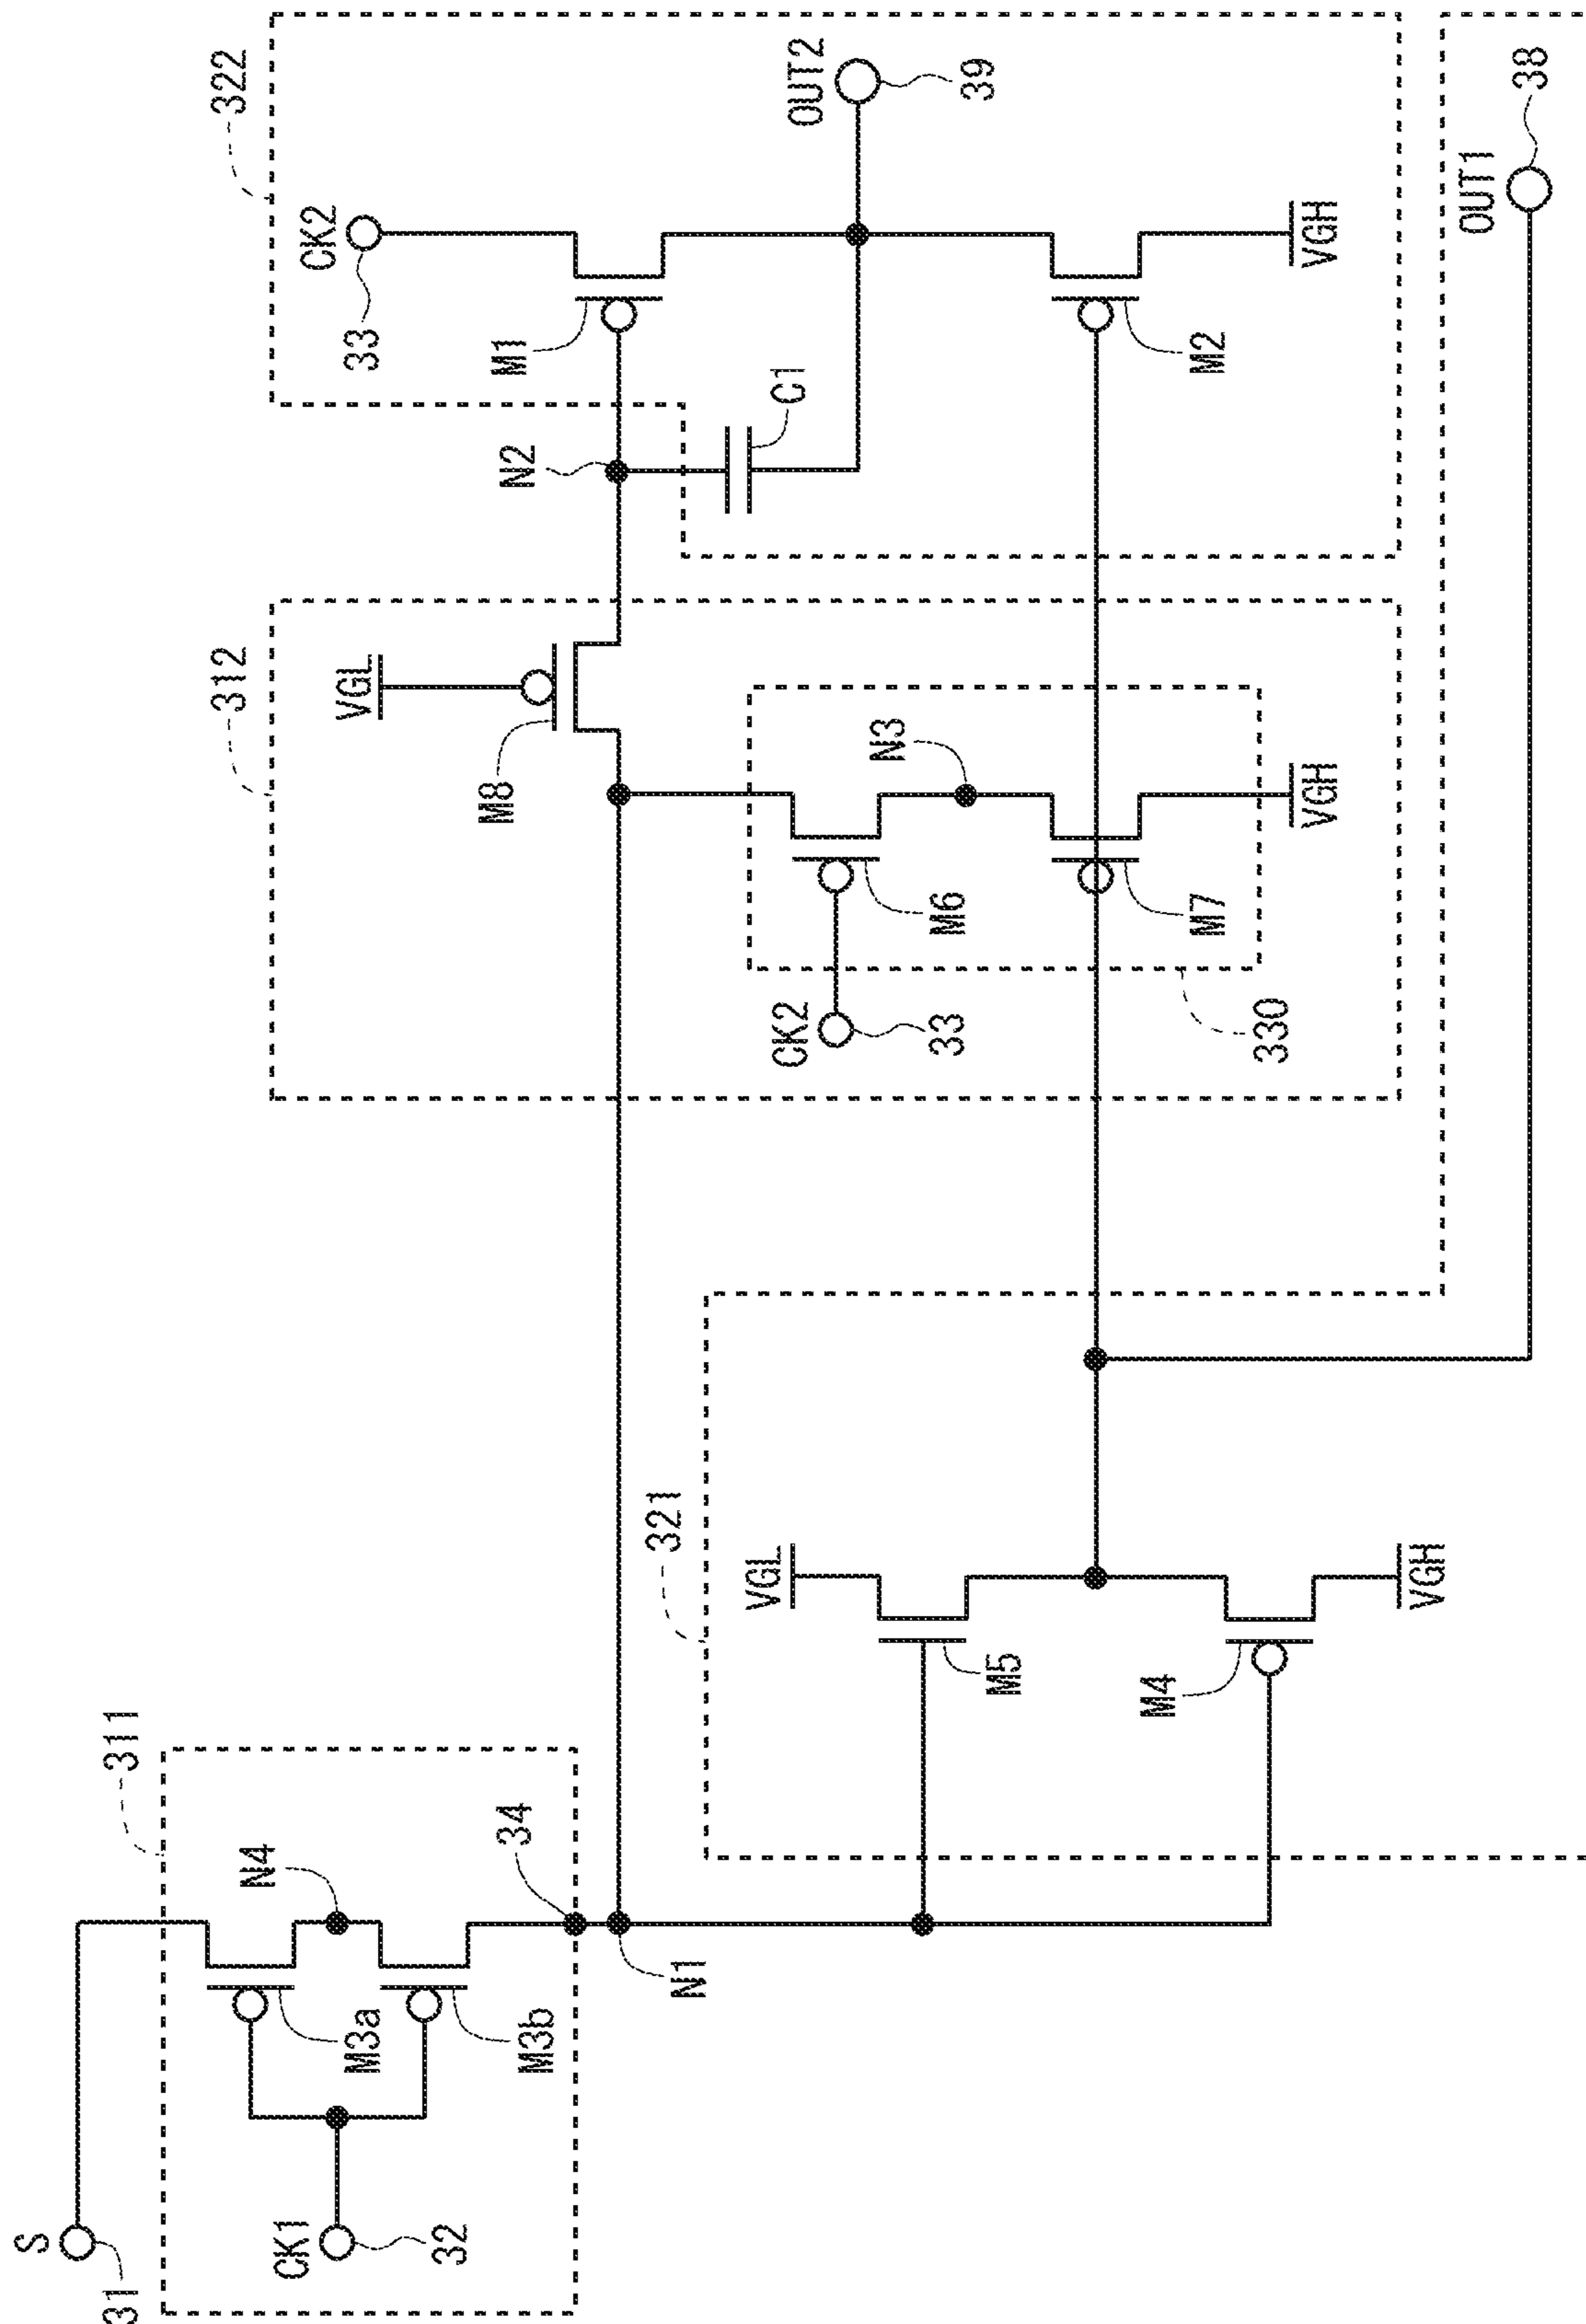 S
31
311
312
322
N4
CK1
CK2
VGL
33
M3a
32
M8
M1
34
N2
M3b
321
N1
VGL
CK2
C1
OUT2
N3
33
M6
39
M5
M4
M7
M2
330
VGH
VGH
VGH
OUT1
38